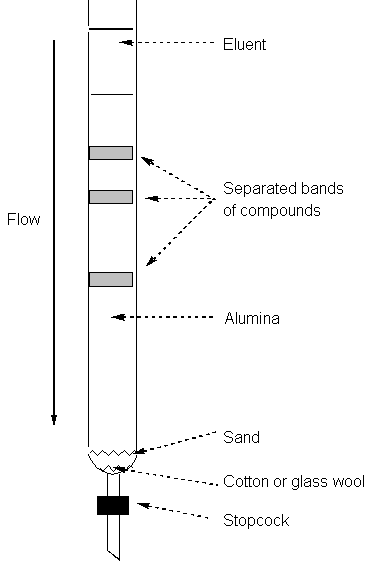 Eluent
Separated bands
of compounds
Flow
Alumina
Sand
Cotton or glass wool
Stopcock